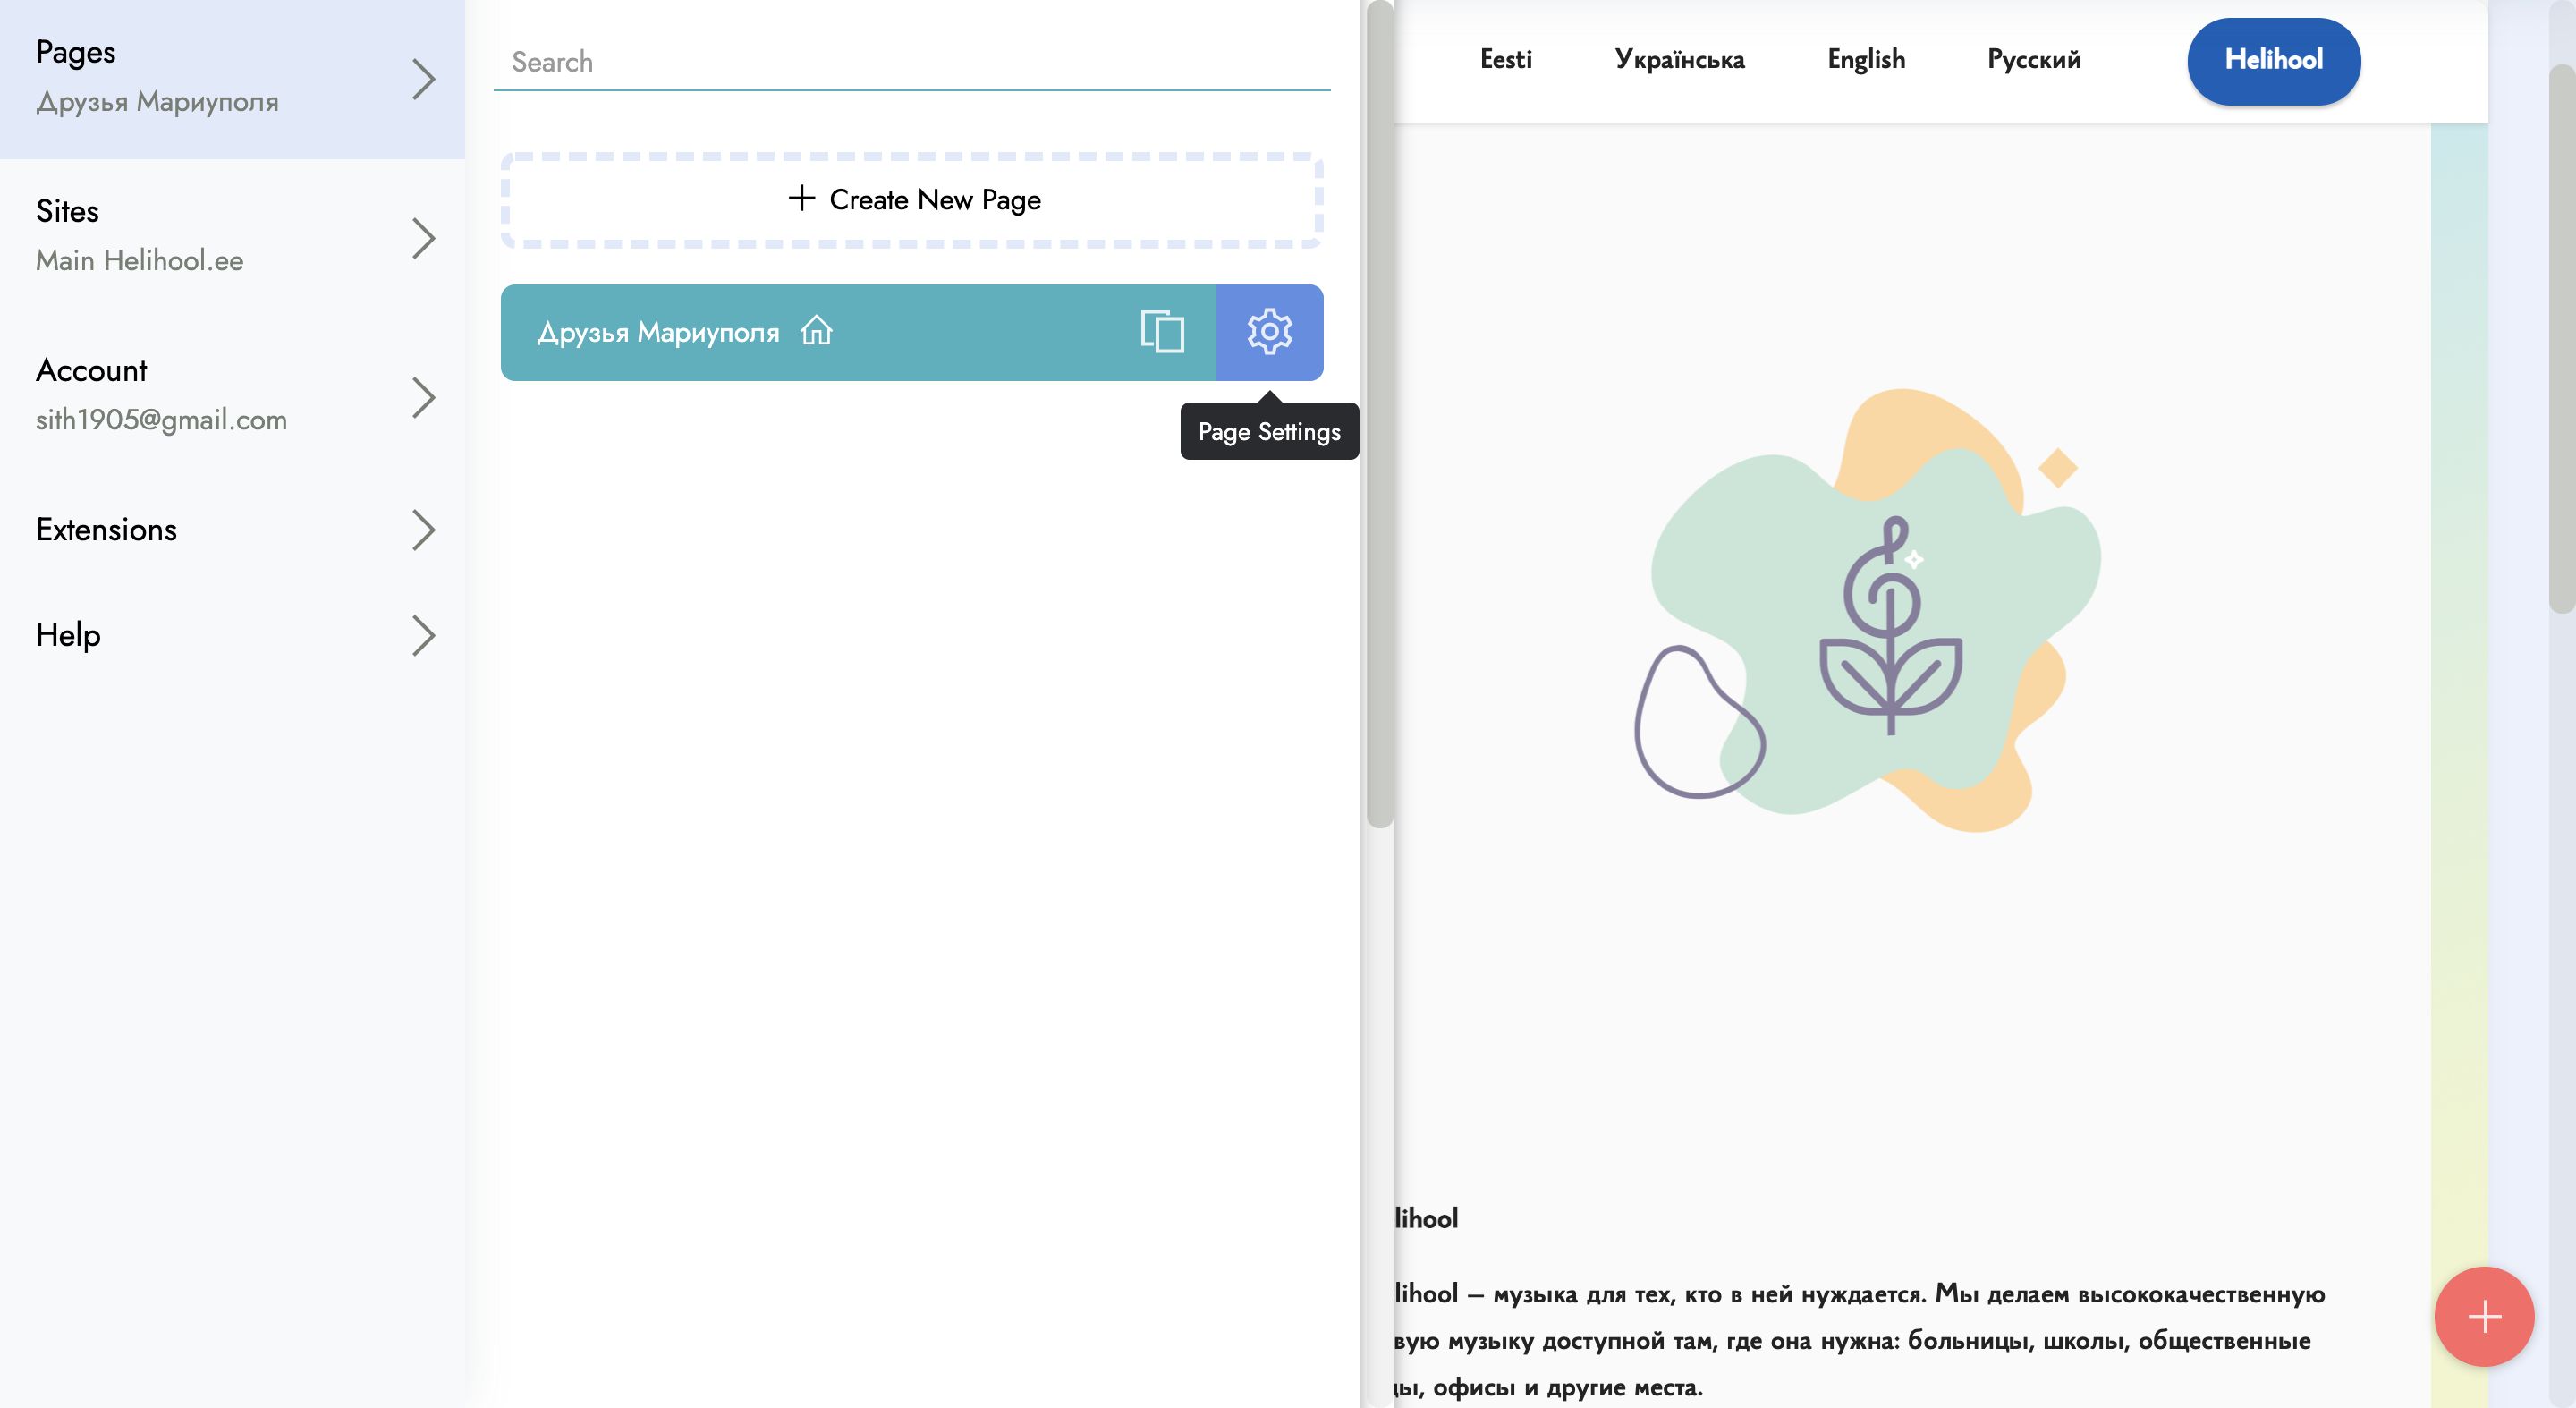 Pages
Друзья Мариуполя
Sites
Main Helihool.ee
Account
sith1905@gmail.com
Extensions
Help
Search
Create New Page
Друзья Мариуполя
Page Settings
Eesti
Українська
English
Русский
Helihool
lihool
lihool – музыка для тех, кто в ней нуждается. Мы делаем высококачественную
вую музыку доступной там, где она нужна: больницы, школы, общественные
ы, офисы и другие места.